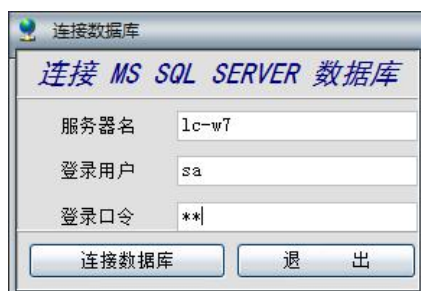 连接数据库
连接 MS SQL SERVER 数据库
服务器名 lc-w7
登录用户 sa
登录口令 **
连接数据库 退 出